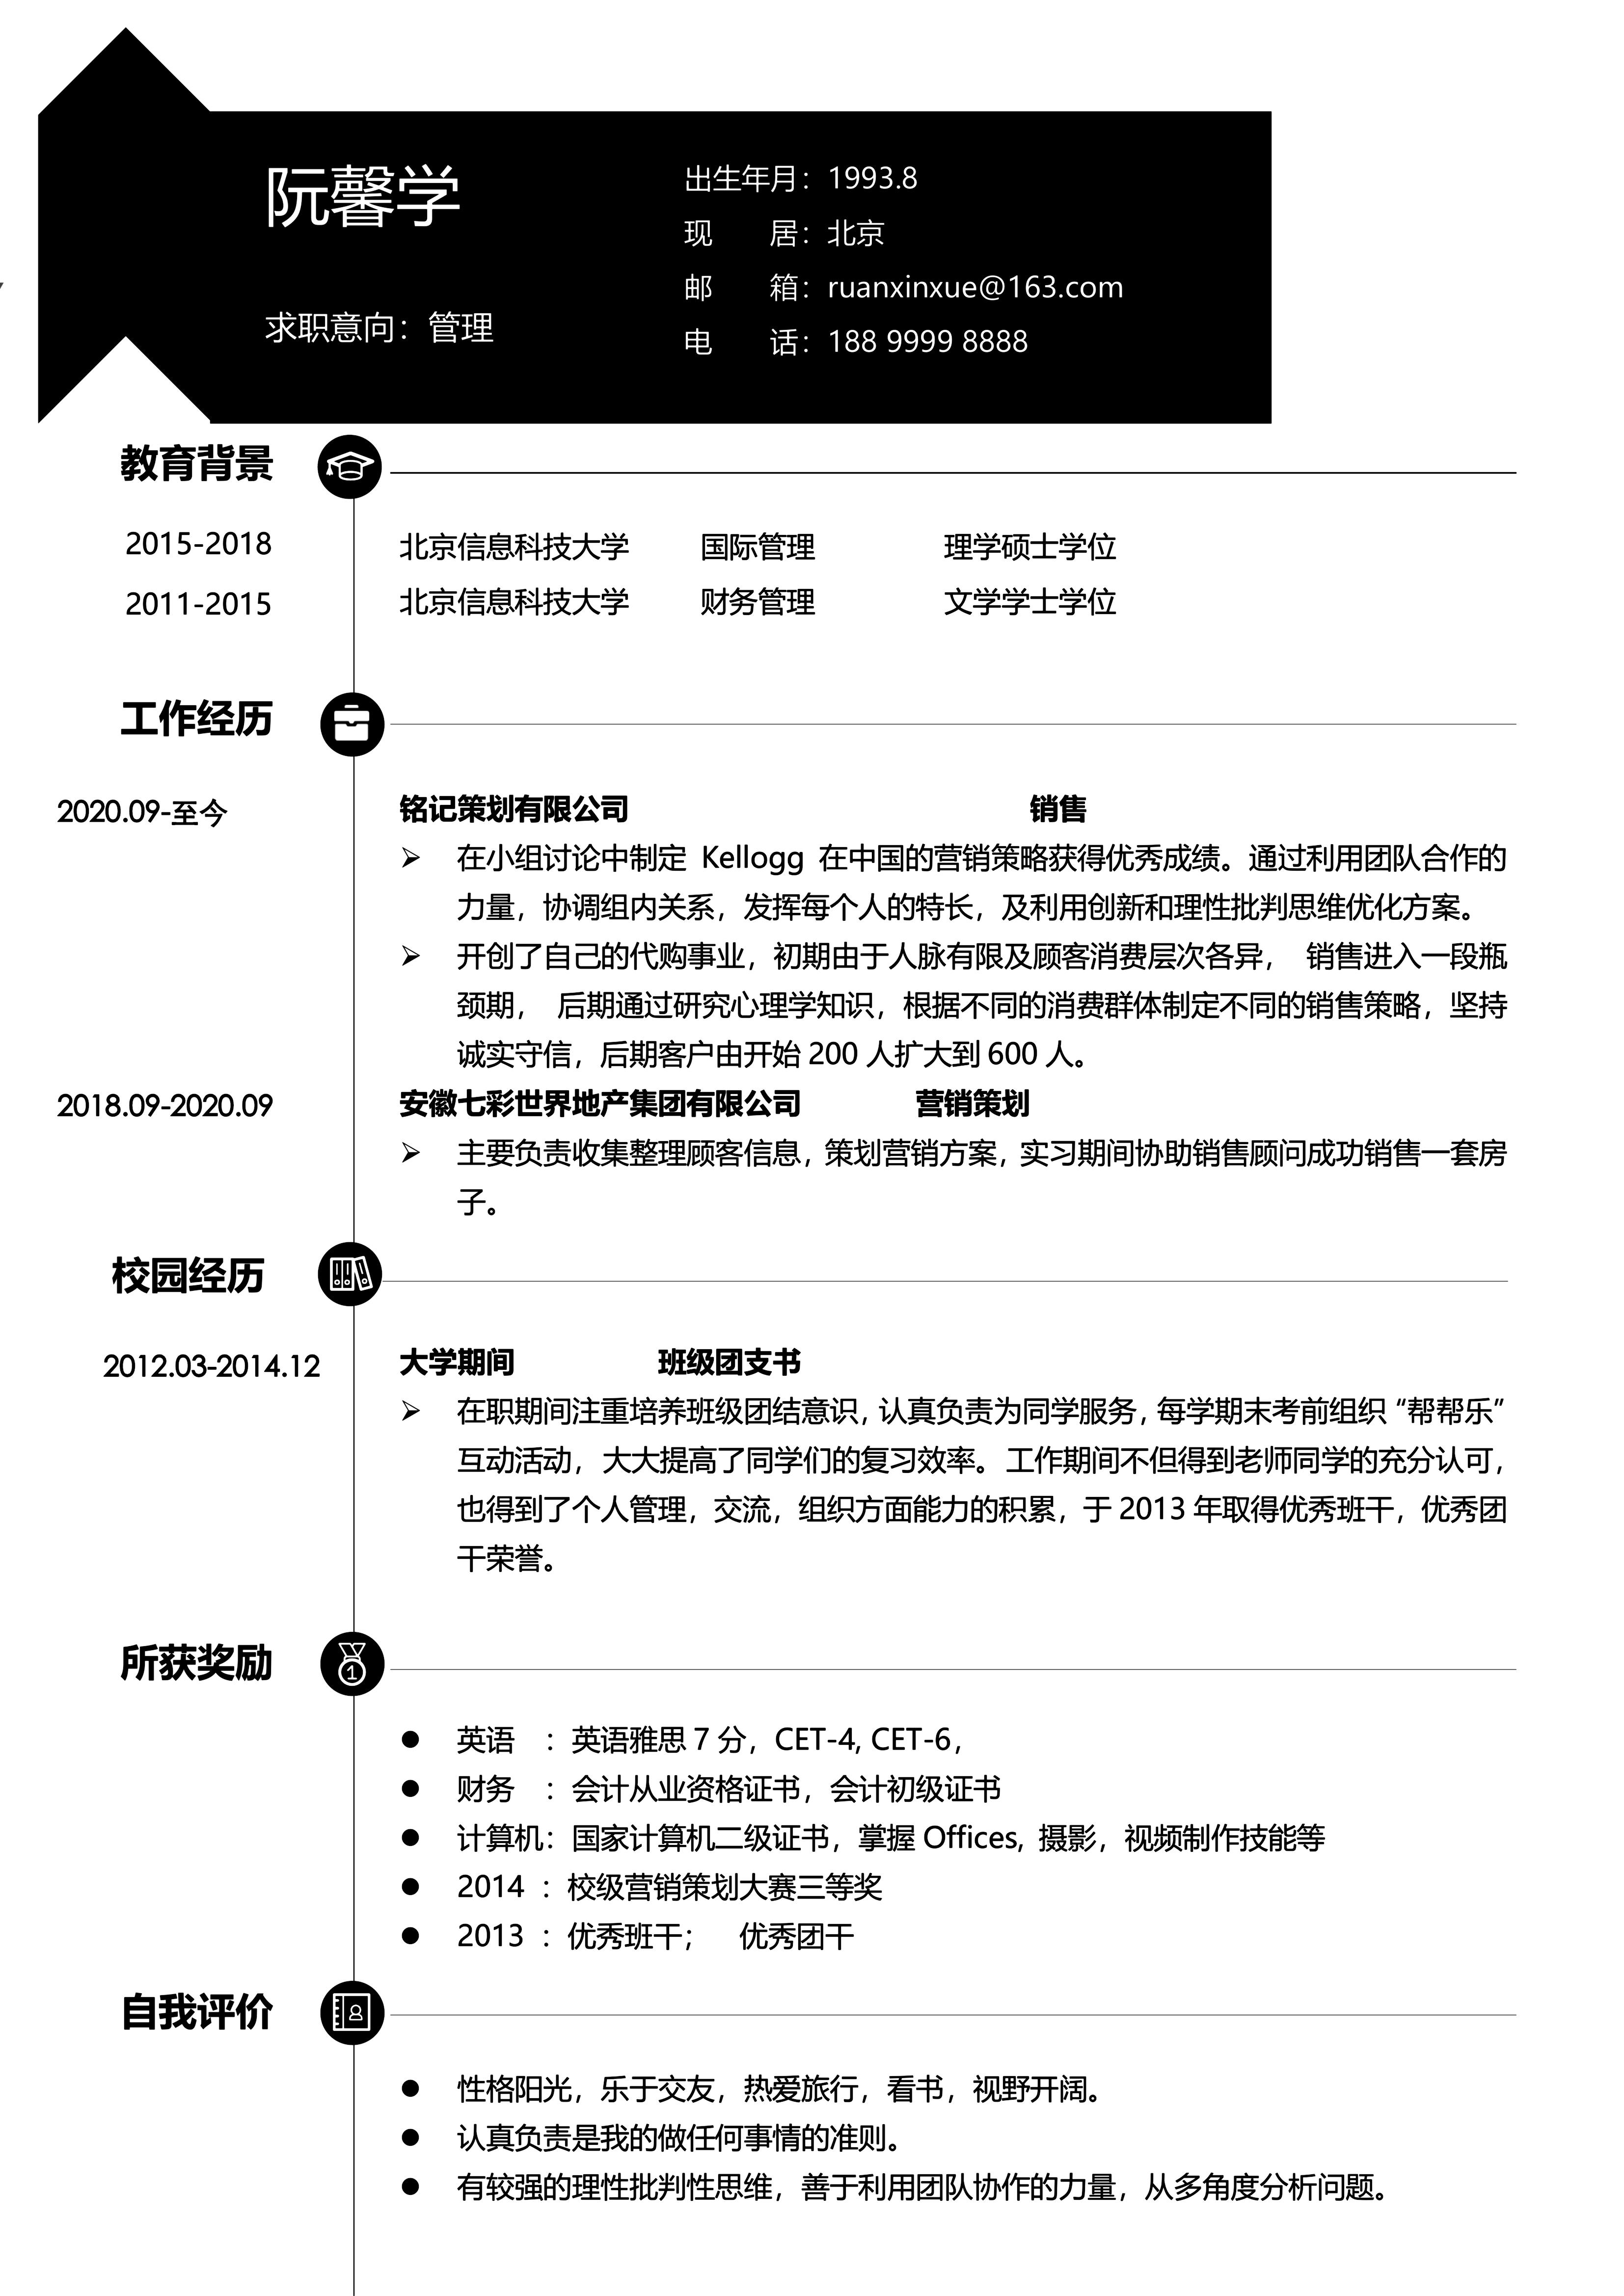 阮馨学
求职意向：管理
出生年月：1993.8
现 居：北京
邮 箱：ruanxinxue@163.com
电 话：188 9999 8888
教育背景
2015-2018 北京信息科技大学 国际管理 理学硕士学位
2011-2015 北京信息科技大学 财务管理 文学学士学位
工作经历
2020.09-至今 铭记策划有限公司 销售
➢ 在小组讨论中制定 Kellogg 在中国的营销策略获得优秀成绩。通过利用团队合作的
力量，协调组内关系，发挥每个人的特长，及利用创新和理性批判思维优化方案。
➢ 开创了自己的代购事业，初期由于人脉有限及顾客消费层次各异， 销售进入一段瓶
颈期， 后期通过研究心理学知识，根据不同的消费群体制定不同的销售策略，坚持
诚实守信，后期客户由开始 200 人扩大到 600 人。
2018.09-2020.09 安徽七彩世界地产集团有限公司 营销策划
➢ 主要负责收集整理顾客信息，策划营销方案，实习期间协助销售顾问成功销售一套房
子。
校园经历
2012.03-2014.12 大学期间 班级团支书
➢ 在职期间注重培养班级团结意识，认真负责为同学服务，每学期末考前组织“帮帮乐”
互动活动，大大提高了同学们的复习效率。工作期间不但得到老师同学的充分认可，
也得到了个人管理，交流，组织方面能力的积累，于 2013 年取得优秀班干，优秀团
干荣誉。
所获奖励
● 英语 ：英语雅思 7 分，CET-4, CET-6，
● 财务 ：会计从业资格证书，会计初级证书
● 计算机：国家计算机二级证书，掌握 Offices，摄影，视频制作技能等
● 2014 ：校级营销策划大赛三等奖
● 2013 ：优秀班干； 优秀团干
自我评价
● 性格阳光，乐于交友，热爱旅行，看书，视野开阔。
● 认真负责是我的做任何事情的准则。
● 有较强的理性批判性思维，善于利用团队协作的力量，从多角度分析问题。